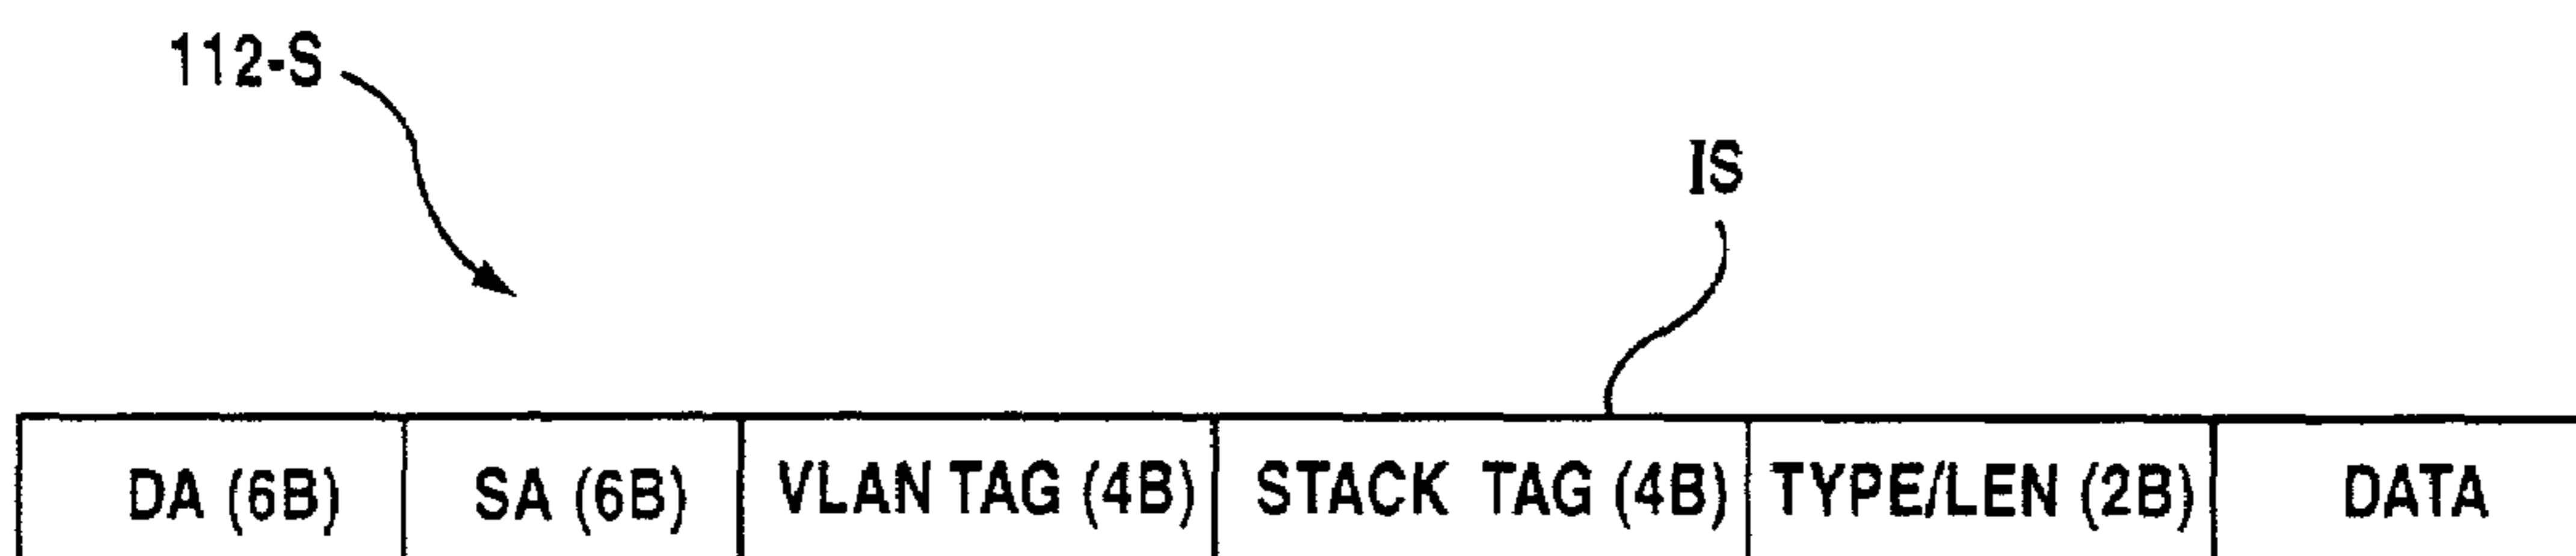 112-S
IS
DA (6B) SA (6B) VLAN TAG (4B) STACK TAG (4B) TYPE/LEN (2B) DATA